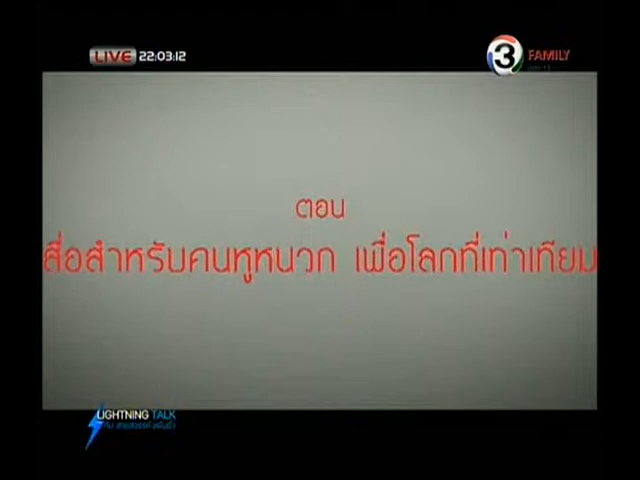 LIVE 22:03:12
3 FAMILY
ตอน
สื่อสำหรับคนหูหนวก เพื่อโลกที่เท่าเทียม
LIGHTNING TALK